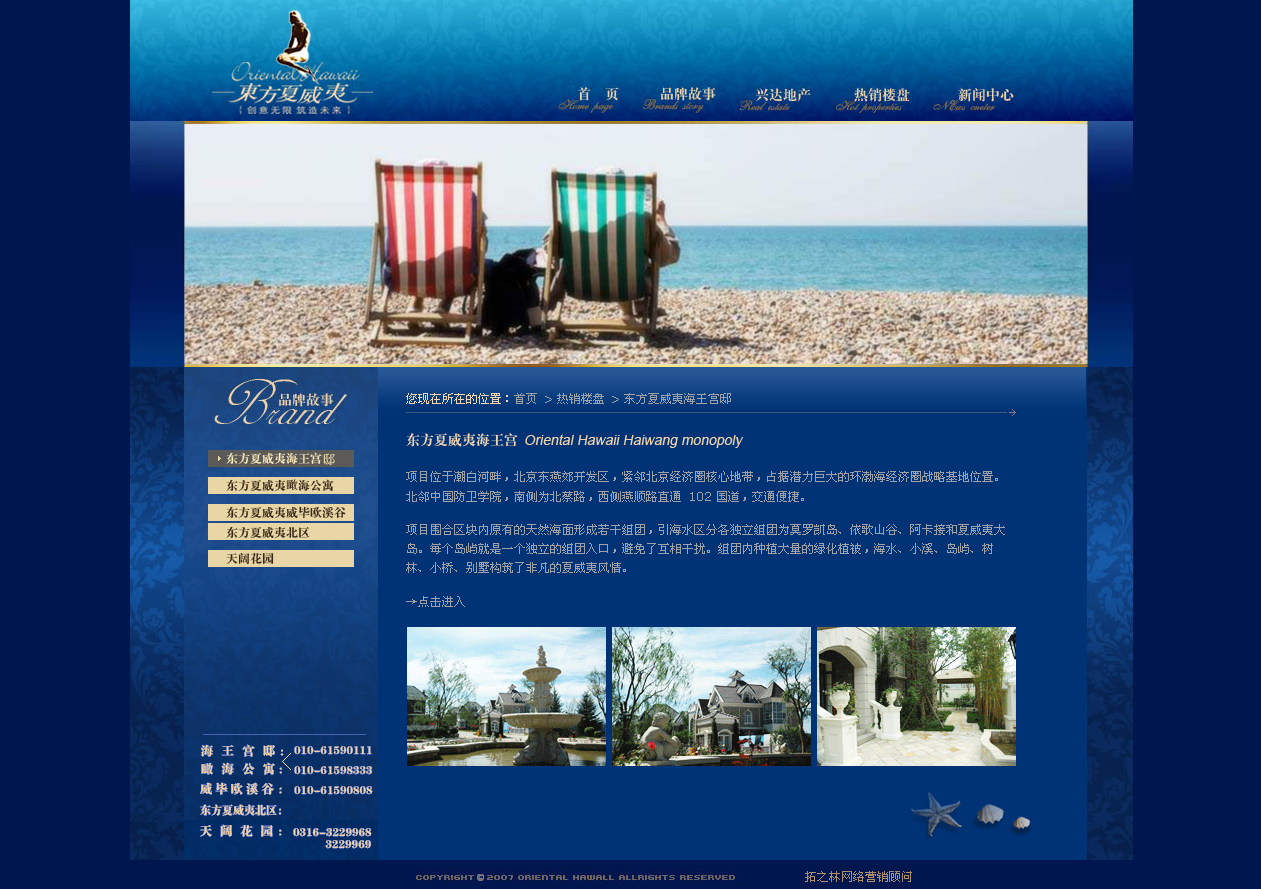 Oriental Hawaii
東方夏威夷
创意无限 筑造未来
首 页 品牌故事 兴达地产 热销楼盘 新闻中心
Home page Brands story Real estate Hot properties NEws cneter
品牌故事
Brand
东方夏威夷海王宫邸
东方夏威夷瞰海公寓
东方夏威夷威毕欧溪谷
东方夏威夷北区
天阔花园
海王宫邸：010-61590111
瞰海公寓：010-61598333
威毕欧溪谷：010-61590808
东方夏威夷北区：
天阔花园：0316-3229968
3229969
您现在所在的位置：首页 > 热销楼盘 > 东方夏威夷海王宫邸
东方夏威夷海王宫 Oriental Hawaii Haiwang monopoly
项目位于潮白河畔，北京东燕郊开发区，紧邻北京经济圈核心地带，占据潜力巨大的环渤海经济圈战略基地位置。
北邻中国防卫学院，南侧为北蔡路，西侧燕顺路直通 102 国道，交通便捷。
项目围合区块内原有的天然海面形成若干组团，引海水区分各独立组团为莫罗凯岛、依歌山谷、阿卡接和夏威夷大
岛。每个岛屿就是一个独立的组团入口，避免了互相干扰。组团内种植大量的绿化植被，海水、小溪、岛屿、树
林、小桥、别墅构筑了非凡的夏威夷风情。
→点击进入
COPYRIGHT ©2007 ORIENTAL HAWALL ALLRIGHTS RESERVED 拓之林网络营销顾问